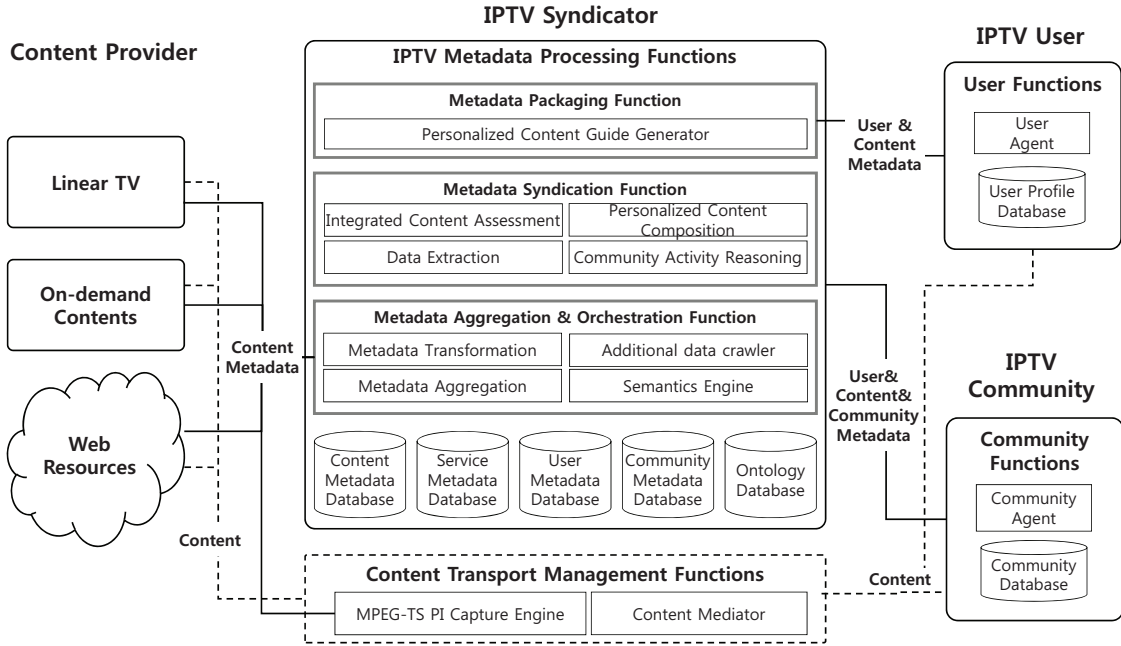 IPTV Syndicator
Content Provider
IPTV User
IPTV Metadata Processing Functions
Metadata Packaging Function
Personalized Content Guide Generator
User &
Content
Metadata
User Functions
User
Agent
User Profile
Database
Linear TV
On-demand
Contents
Web
Resources
Content
Metadata
Content
Metadata Syndication Function
Integrated Content Assessment
Personalized Content
Composition
Data Extraction
Community Activity Reasoning
Metadata Aggregation & Orchestration Function
Metadata Transformation
Additional data crawler
Metadata Aggregation
Semantics Engine
Content
Metadata
Database
Service
Metadata
Database
User
Metadata
Database
Community
Metadata
Database
Ontology
Database
User&
Content&
Community
Metadata
IPTV
Community
Community
Functions
Community
Agent
Community
Database
Content Transport Management Functions
MPEG-TS PI Capture Engine
Content Mediator
Content